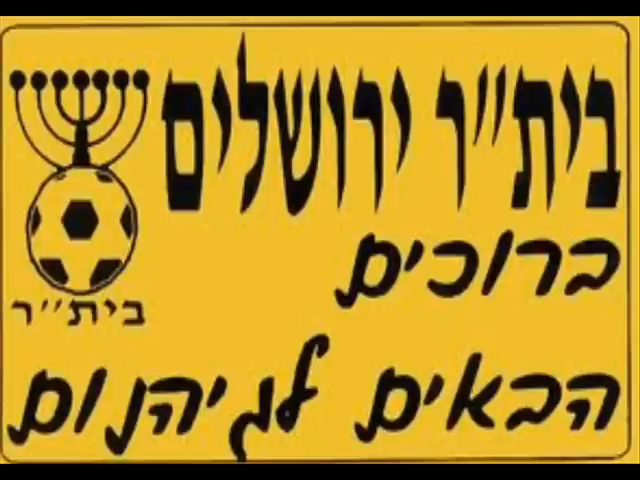 בית״ר ירושלים
ברוכים
בית״ר
הבאים לגיהנום